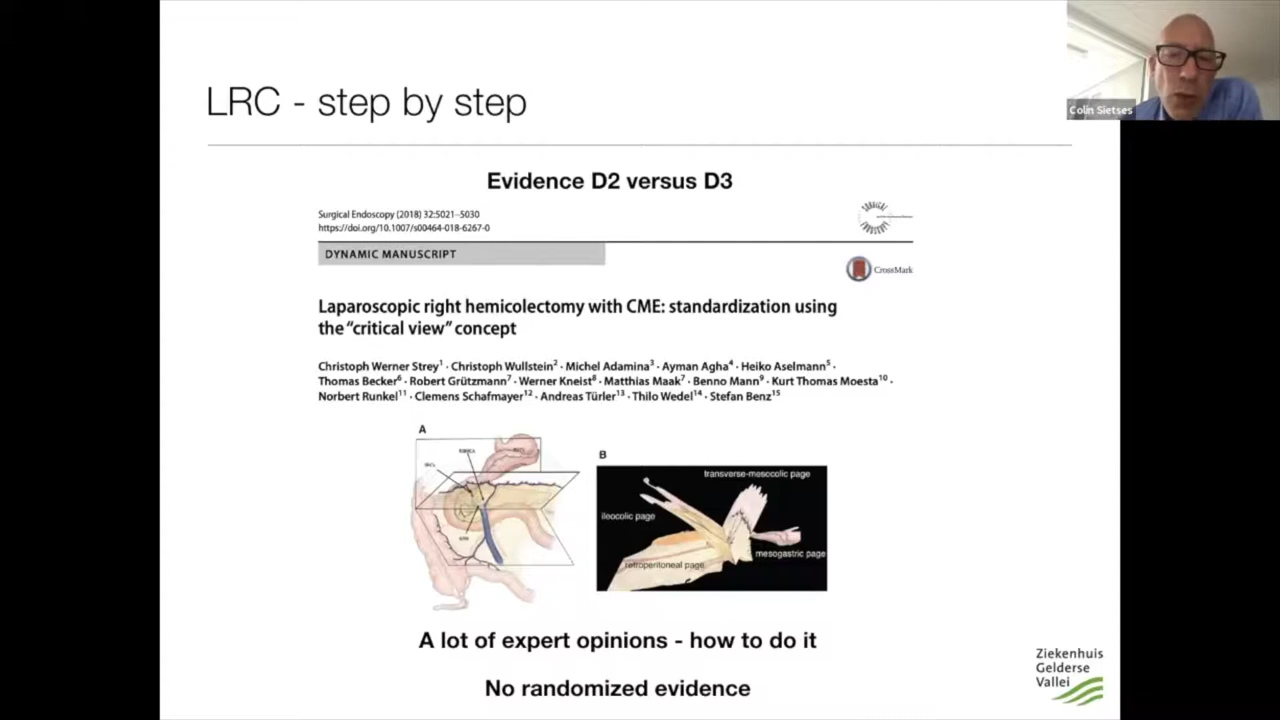 LRC - step by step
Colin Sietses
Evidence D2 versus D3
Surgical Endoscopy (2018) 32:5021–5030
https://doi.org/10.1007/s00464-018-6267-0
SURGICAL
ENDOSCOPY
DYNAMIC MANUSCRIPT
CrossMark
Laparoscopic right hemicolectomy with CME: standardization using
the “critical view” concept
Christoph Werner Strey1 · Christoph Wullstein2 · Michel Adamina3 · Ayman Agha4 · Heiko Aselmann5 ·
Thomas Becker6 · Robert Grützmann7 · Werner Kneist8 · Matthias Maak7 · Benno Mann9 · Kurt Thomas Moesta10 ·
Norbert Runkel11 · Clemens Schafmayer12 · Andreas Türler13 · Thilo Wedel14 · Stefan Benz15
A
B
transverse-mesocolic page
ileocolic page
mesogastric page
retroperitoneal page
A lot of expert opinions - how to do it
No randomized evidence
Ziekenhuis
Gelderse
Vallei